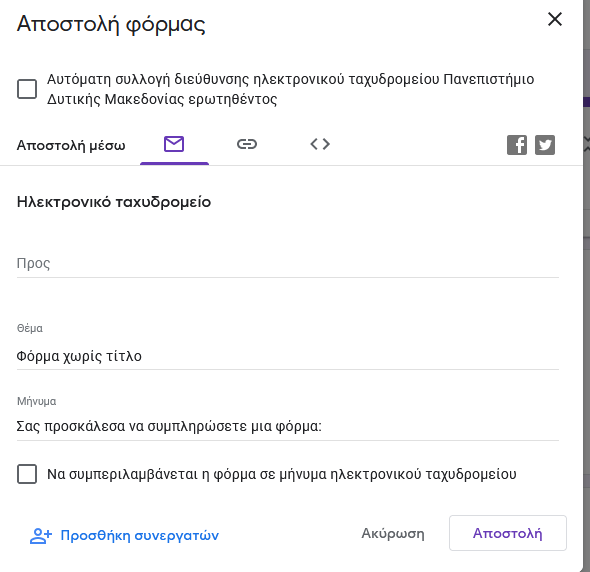 Αποστολή φόρμας
Αυτόματη συλλογή διεύθυνσης ηλεκτρονικού ταχυδρομείου Πανεπιστήμιο
Δυτικής Μακεδονίας ερωτηθέντος
Αποστολή μέσω
Ηλεκτρονικό ταχυδρομείο
Προς
Θέμα
Φόρμα χωρίς τίτλο
Μήνυμα
Σας προσκάλεσα να συμπληρώσετε μια φόρμα:
Να συμπεριλαμβάνεται η φόρμα σε μήνυμα ηλεκτρονικού ταχυδρομείου
Προσθήκη συνεργατών
Ακύρωση
Αποστολή